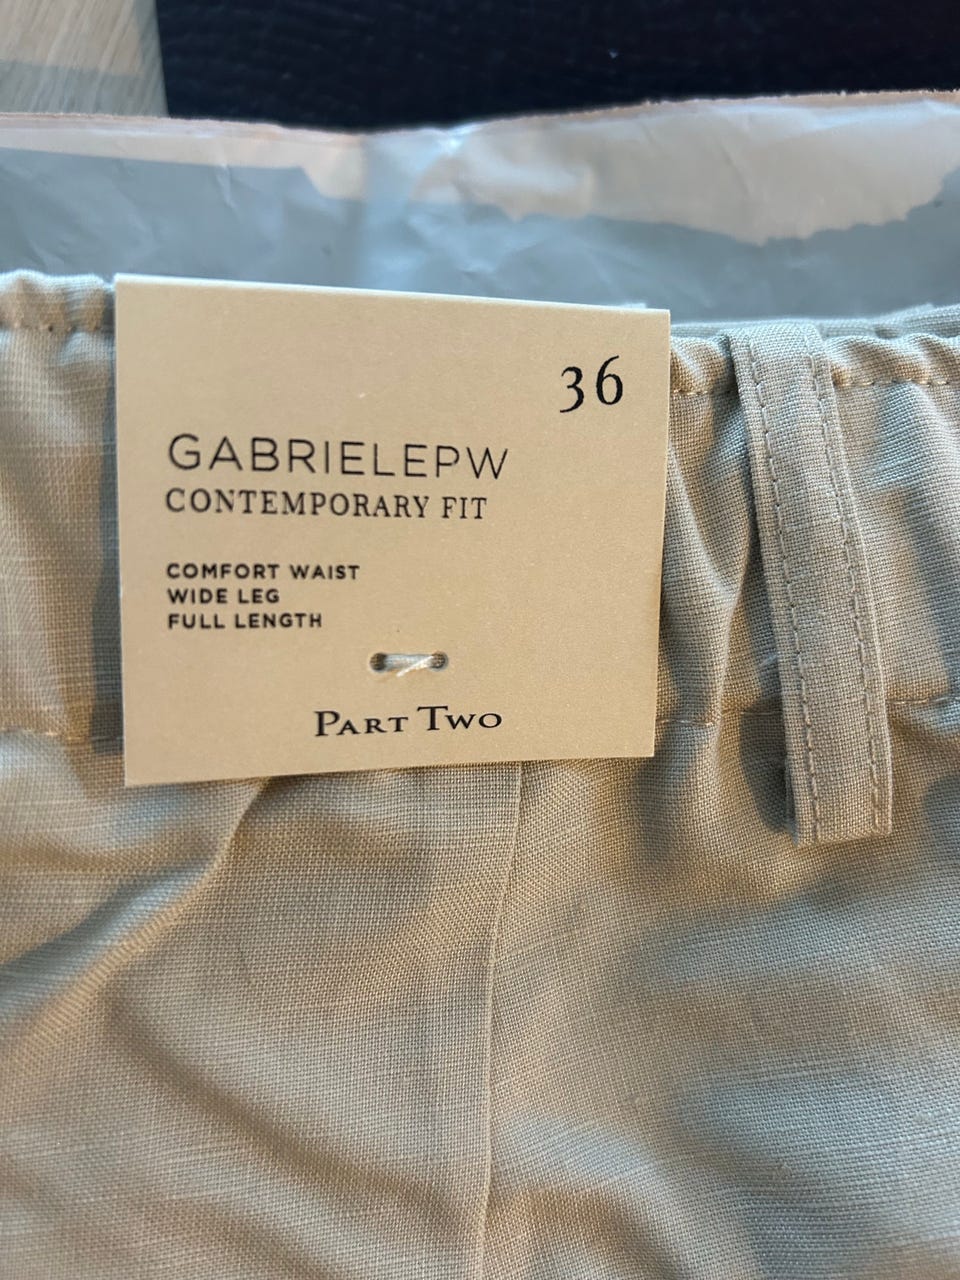 36
GABRIELEPW
CONTEMPORARY FIT
COMFORT WAIST
WIDE LEG
FULL LENGTH
PART TWO